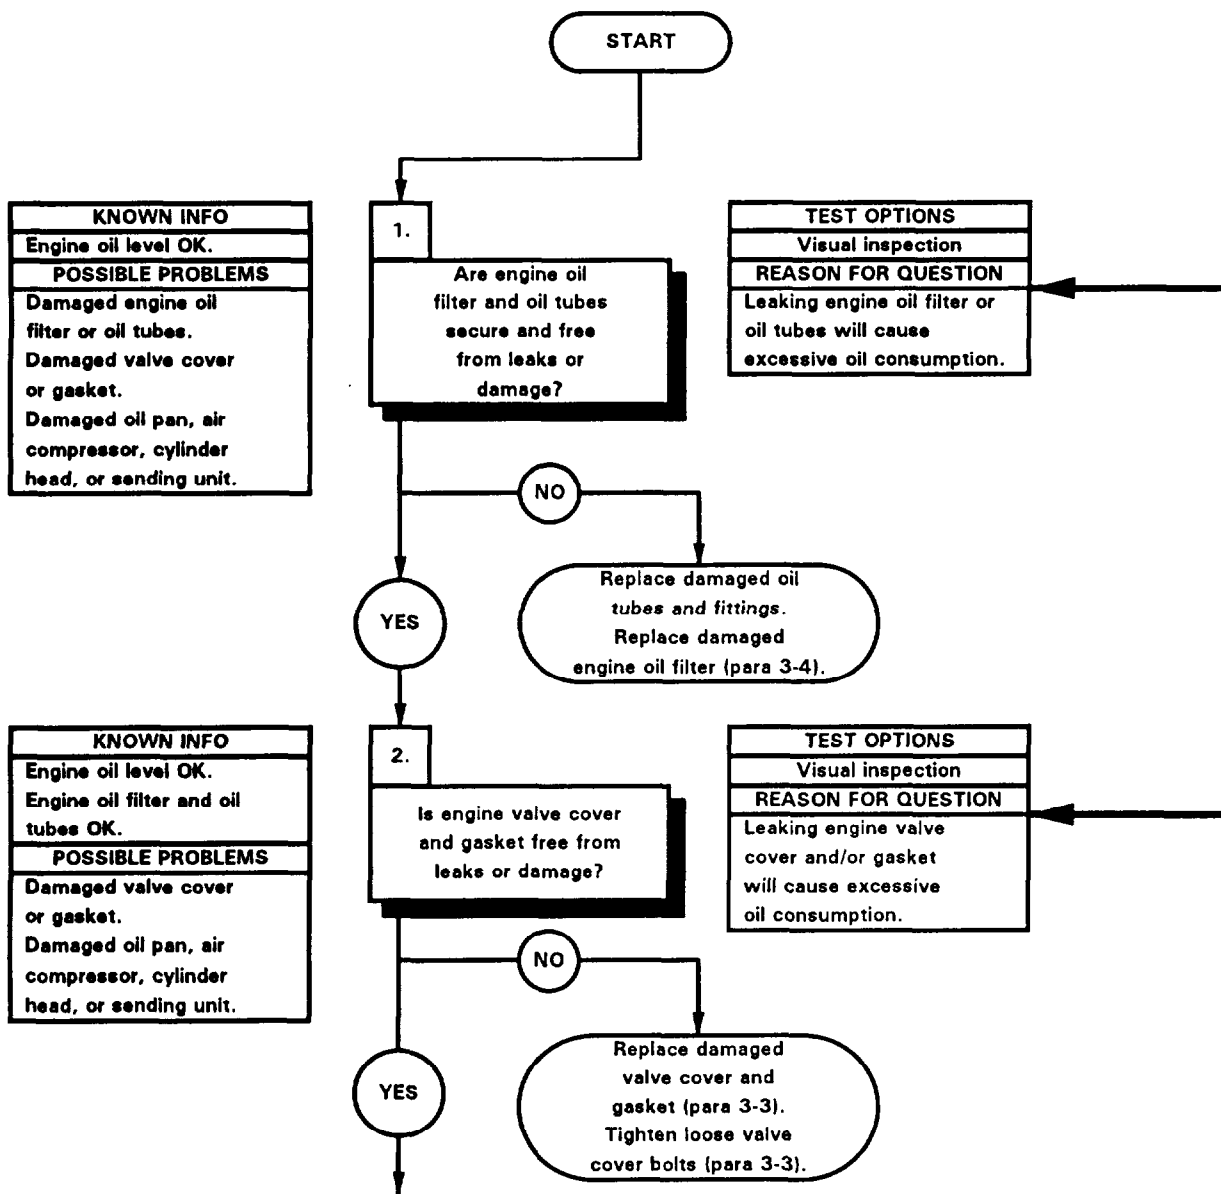 START
KNOWN INFO
Engine oil level OK.
POSSIBLE PROBLEMS
Damaged engine oil
filter or oil tubes.
Damaged valve cover
or gasket.
Damaged oil pan, air
compressor, cylinder
head, or sending unit.
1.
Are engine oil
filter and oil tubes
secure and free
from leaks or
damage?
TEST OPTIONS
Visual inspection
REASON FOR QUESTION
Leaking engine oil filter or
oil tubes will cause
excessive oil consumption.
NO
YES
Replace damaged oil
tubes and fittings.
Replace damaged
engine oil filter (para 3-4).
KNOWN INFO
Engine oil level OK.
Engine oil filter and oil
tubes OK.
POSSIBLE PROBLEMS
Damaged valve cover
or gasket.
Damaged oil pan, air
compressor, cylinder
head, or sending unit.
2.
Is engine valve cover
and gasket free from
leaks or damage?
TEST OPTIONS
Visual inspection
REASON FOR QUESTION
Leaking engine valve
cover and/or gasket
will cause excessive
oil consumption.
NO
YES
Replace damaged
valve cover and
gasket (para 3-3).
Tighten loose valve
cover bolts (para 3-3).